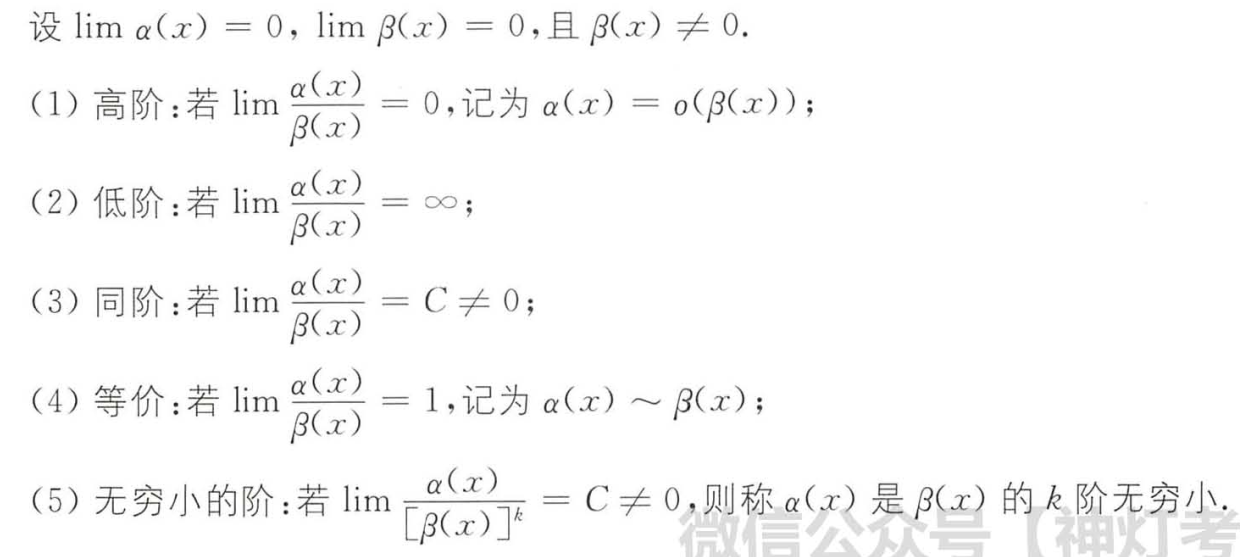 设 lim α(x) = 0, lim β(x) = 0,且 β(x) ≠ 0.
(1) 高阶:若 lim α(x)/β(x) = 0,记为 α(x) = o(β(x));
(2) 低阶:若 lim α(x)/β(x) = ∞;
(3) 同阶:若 lim α(x)/β(x) = C ≠ 0;
(4) 等价:若 lim α(x)/β(x) = 1,记为 α(x) ~ β(x);
(5) 无穷小的阶:若 lim α(x)/[β(x)]^k = C ≠ 0,则称 α(x) 是 β(x) 的 k 阶无穷小.
微信公众号【神灯考